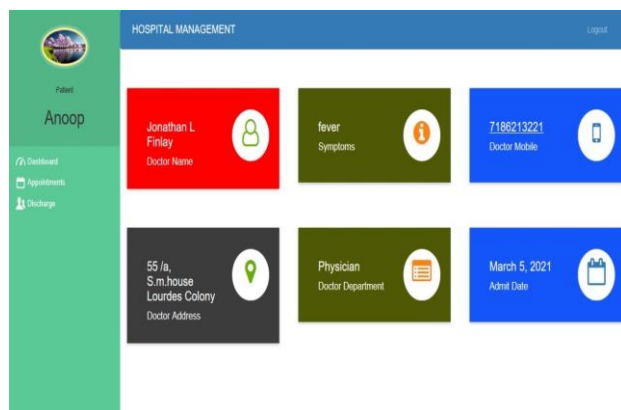 HOSPITAL MANAGEMENT
Logout
Patient
Anoop
Dashboard
Appointments
Discharge
Jonathan L
Finlay
Doctor Name
fever
Symptoms
7186213221
Doctor Mobile
55 /a,
S.m.house
Lourdes Colony
Doctor Address
Physician
Doctor Department
March 5, 2021
Admit Date